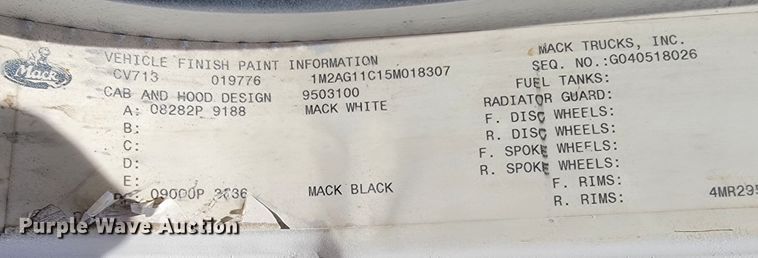 Mack
VEHICLE FINISH PAINT INFORMATION
CV713 019776 1M2AG11C15M018307
CAB AND HOOD DESIGN 9503100
A: 08282P 9188 MACK WHITE
B:
C:
D:
E:
MACK BLACK
MACK TRUCKS, INC.
SEQ. NO.:G040518026
FUEL TANKS:
RADIATOR GUARD:
F. DISC WHEELS:
R. DISC WHEELS:
F. SPOKE WHEELS:
R. SPOKE WHEELS:
F. RIMS:
R. RIMS: 4MR295
Purple Wave Auction